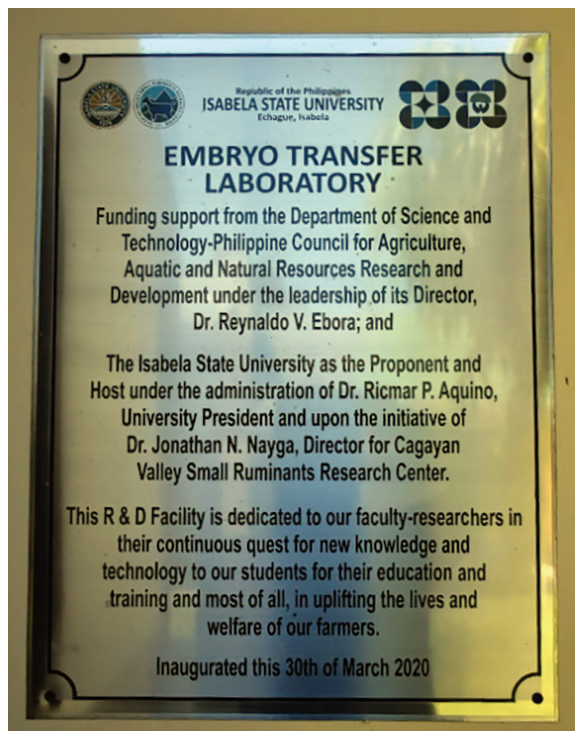 Republic of the Philippines
ISABELA STATE UNIVERSITY
Echague, Isabela
EMBRYO TRANSFER
LABORATORY
Funding support from the Department of Science and
Technology-Philippine Council for Agriculture,
Aquatic and Natural Resources Research and
Development under the leadership of its Director,
Dr. Reynaldo V. Ebora; and
The Isabela State University as the Proponent and
Host under the administration of Dr. Ricmar P. Aquino,
University President and upon the initiative of
Dr. Jonathan N. Nayga, Director for Cagayan
Valley Small Ruminants Research Center.
This R & D Facility is dedicated to our faculty-researchers in
their continuous quest for new knowledge and
technology to our students for their education and
training and most of all, in uplifting the lives and
welfare of our farmers.
Inaugurated this 30th of March 2020